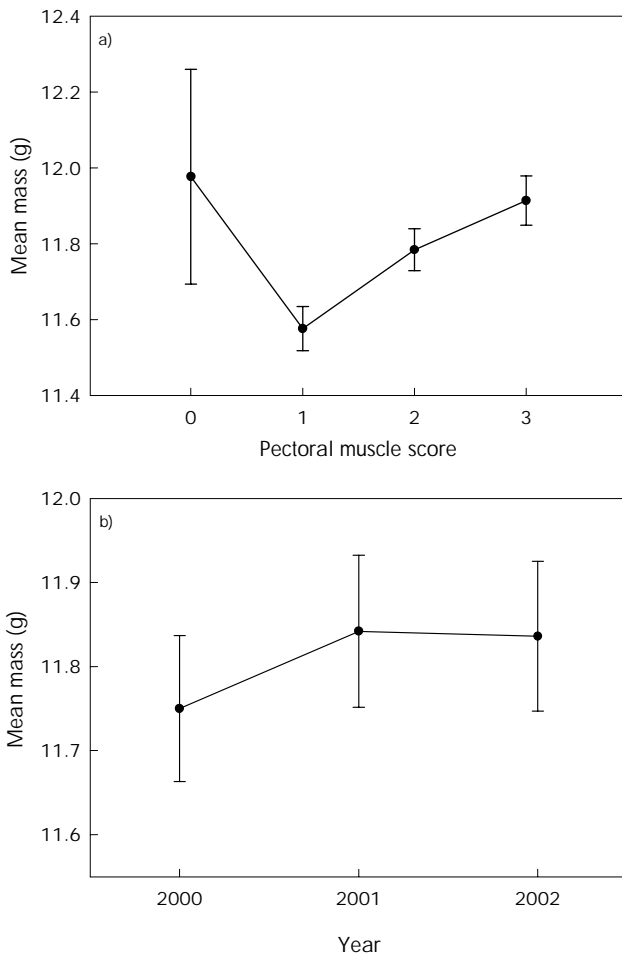 12.4
a)
12.2
12.0
11.8
11.6
11.4
Mean mass (g)
0 1 2 3
Pectoral muscle score
12.0
b)
11.9
11.8
11.7
11.6
Mean mass (g)
2000 2001 2002
Year